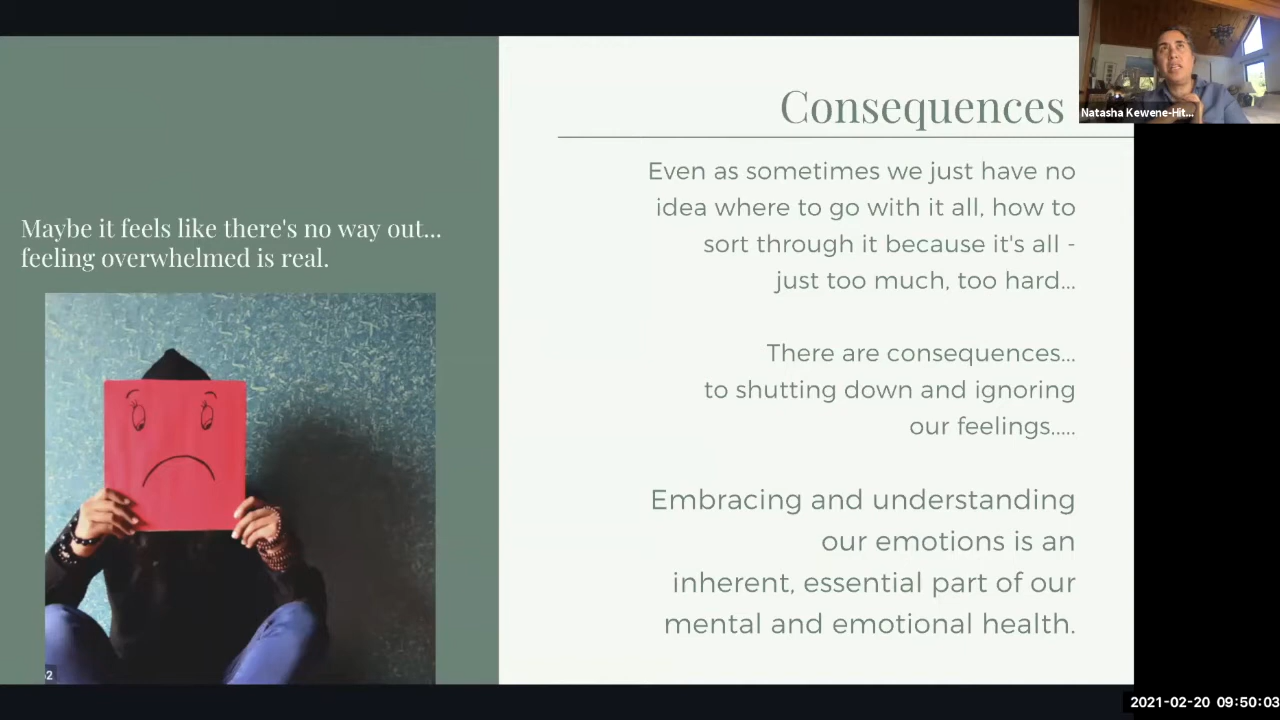 Maybe it feels like there's no way out...
feeling overwhelmed is real.
Consequences
Even as sometimes we just have no
idea where to go with it all, how to
sort through it because it's all -
just too much, too hard...
There are consequences...
to shutting down and ignoring
our feelings.....
Embracing and understanding
our emotions is an
inherent, essential part of our
mental and emotional health.
Natasha Kewene-Hit...
2021-02-20 09:50:03